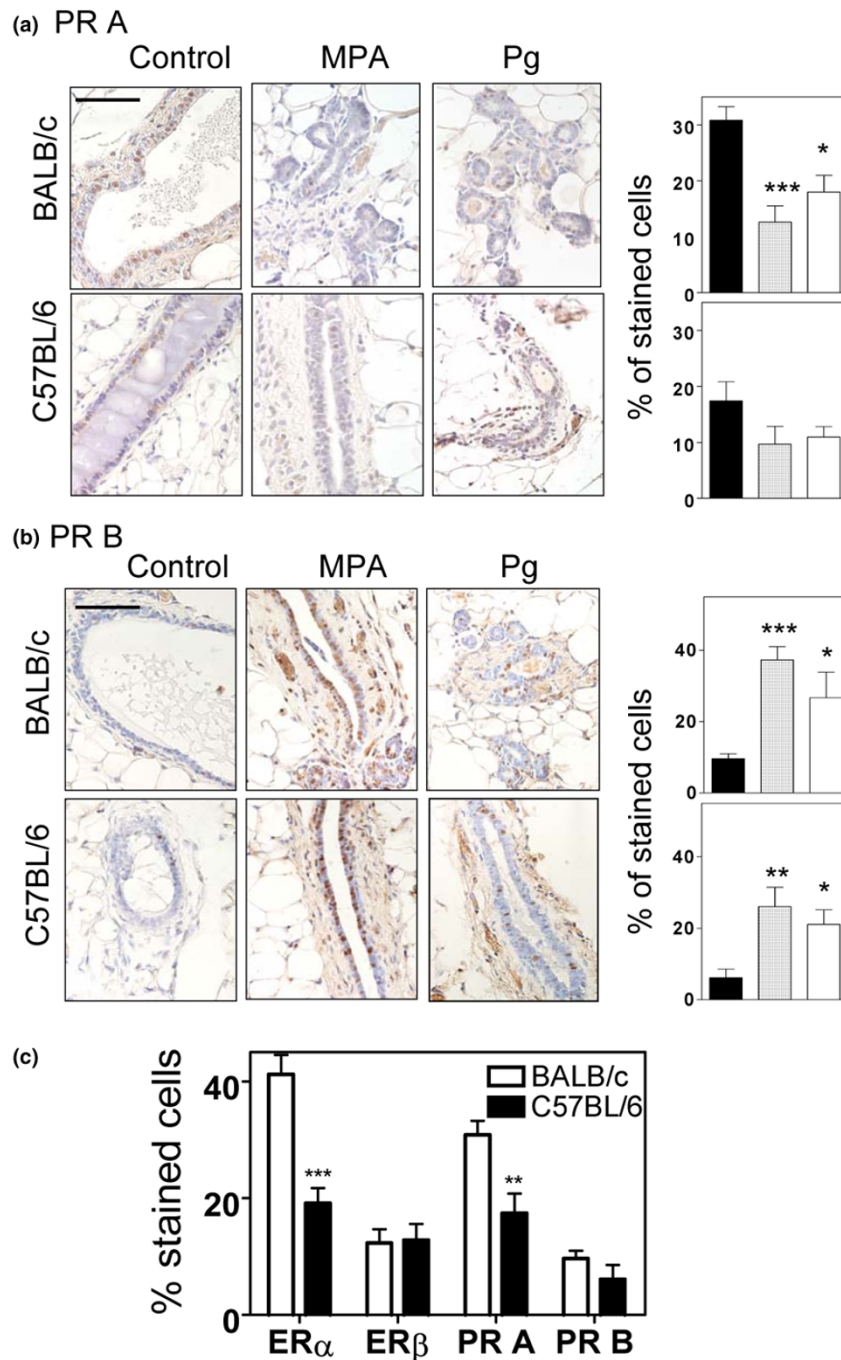 (a) PR A
Control MPA Pg
BALB/c
C57BL/6
% of stained cells
30
20
10
0
***
*
30
20
10
0
(b) PR B
Control MPA Pg
BALB/c
C57BL/6
% of stained cells
40
20
0
***
*
40
20
0
**
*
(c)
% stained cells
40
20
0
BALB/c
C57BL/6
***
**
ERα ERβ PR A PR B